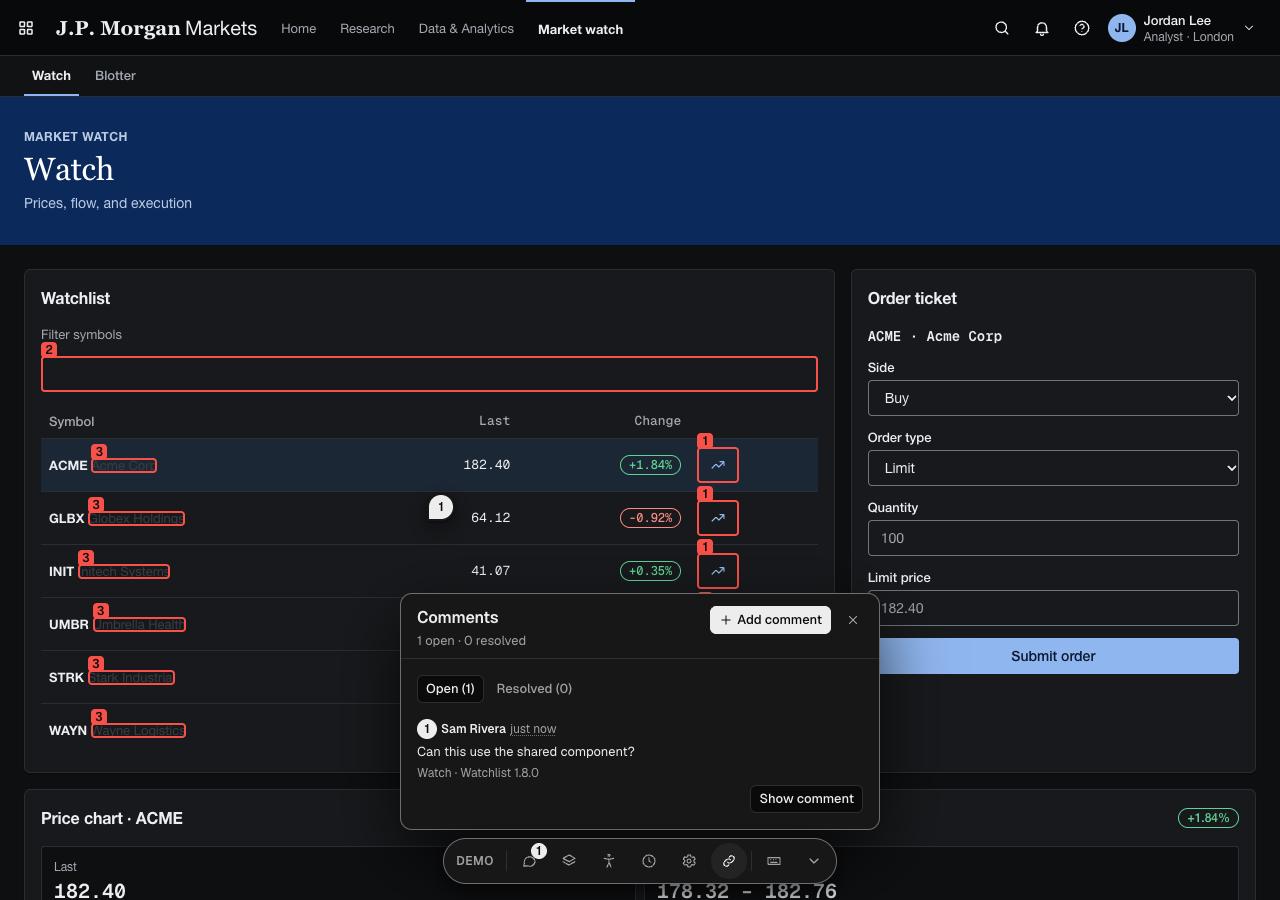 J.P. Morgan Markets Home Research Data & Analytics Market watch JL Jordan Lee
Analyst · London
Watch Blotter
MARKET WATCH
Watch
Prices, flow, and execution
Watchlist
Filter symbols
2
Symbol Last Change
3 1
ACME Acme Corp 182.40 +1.84%
3 1
GLBX Globex Holdings 1 64.12 -0.92%
3 1
INIT Initech Systems 41.07 +0.35%
3
UMBR Umbrella Health
3
STRK Stark Industrial
3
WAYN Wayne Logistics
Order ticket
ACME · Acme Corp
Side
Buy
Order type
Limit
Quantity
100
Limit price
182.40
Submit order
Comments
1 open · 0 resolved
Add comment
Open (1) Resolved (0)
1 Sam Rivera just now
Can this use the shared component?
Watch · Watchlist 1.8.0
Show comment
Price chart · ACME +1.84%
Last
182.40 178.32 – 182.76
DEMO 1